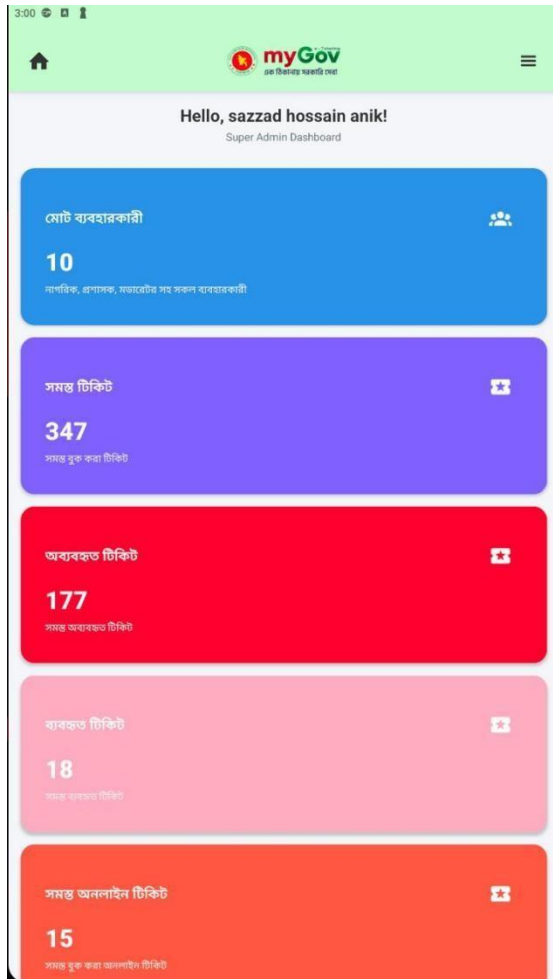 3:00
e - Ticketing
myGov
এক ঠিকানায় সরকারি সেবা
Hello, sazzad hossain anik!
Super Admin Dashboard
মোট ব্যবহারকারী
10
নাগরিক, প্রশাসক, মডারেটর সহ সকল ব্যবহারকারী
সমস্ত টিকিট
347
সমস্ত বুক করা টিকিট
অব্যবহৃত টিকিট
177
সমস্ত অব্যবহৃত টিকিট
ব্যবহৃত টিকিট
18
সমস্ত ব্যবহৃত টিকিট
সমস্ত অনলাইন টিকিট
15
সমস্ত বুক করা অনলাইন টিকিট